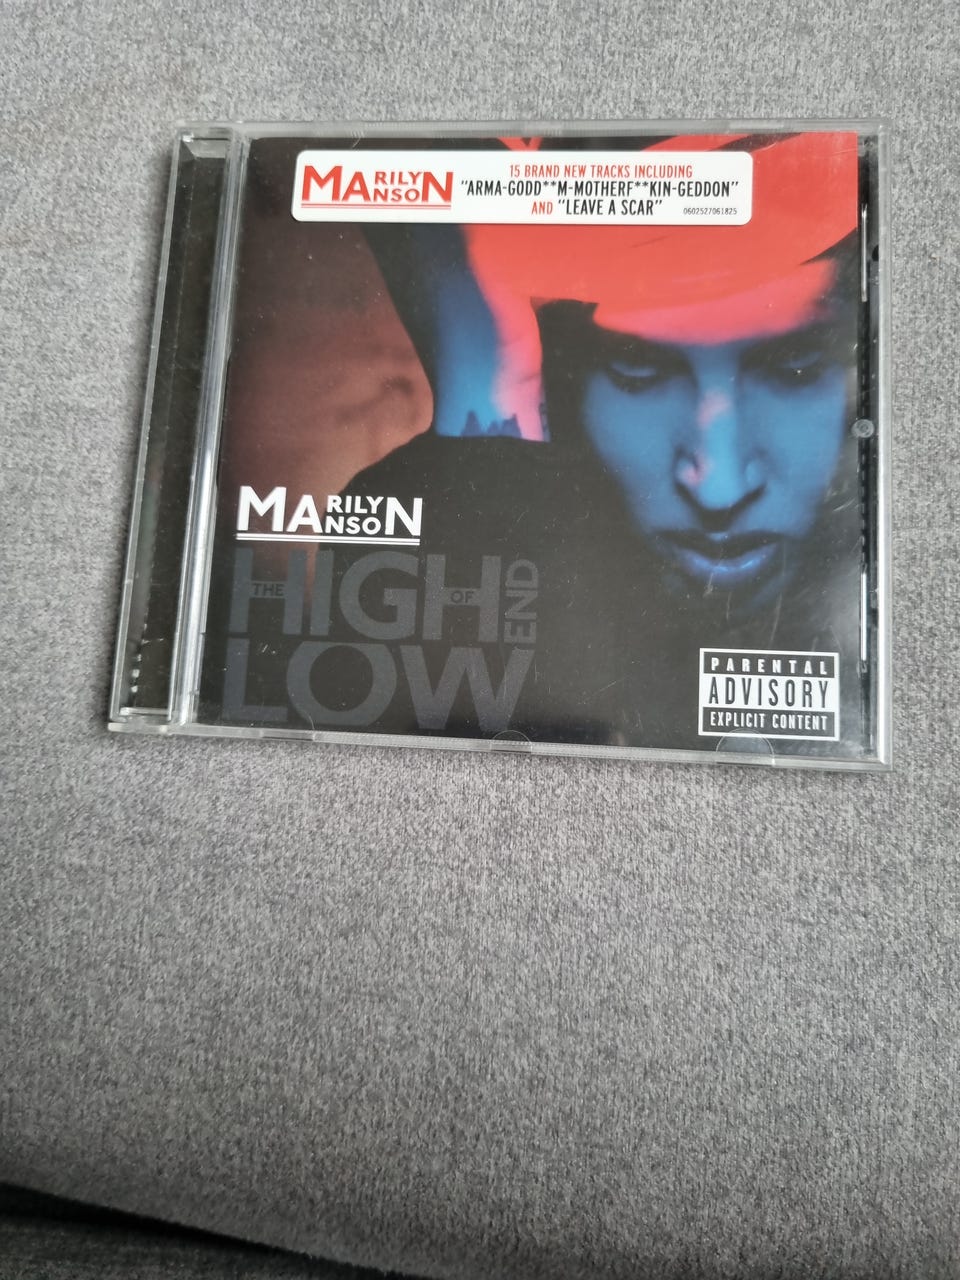 MARILYN MANSON
15 BRAND NEW TRACKS INCLUDING
"ARMA-GODD**M-MOTHERF**KIN-GEDDON"
AND "LEAVE A SCAR"
0602527061825
MARILYN MANSON
THE HIGH END OF
LOW
PARENTAL
ADVISORY
EXPLICIT CONTENT